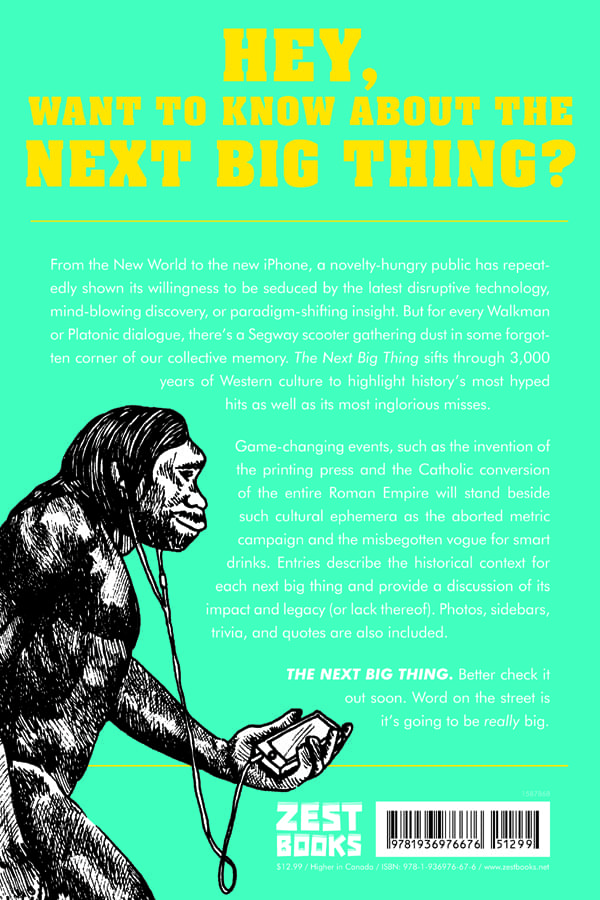 HEY,
WANT TO KNOW ABOUT THE
NEXT BIG THING?
From the New World to the new iPhone, a novelty-hungry public has repeat-
edly shown its willingness to be seduced by the latest disruptive technology,
mind-blowing discovery, or paradigm-shifting insight. But for every Walkman
or Platonic dialogue, there's a Segway scooter gathering dust in some forgot-
ten corner of our collective memory. The Next Big Thing sifts through 3,000
years of Western culture to highlight history's most hyped
hits as well as its most inglorious misses.
Game-changing events, such as the invention of
the printing press and the Catholic conversion
of the entire Roman Empire will stand beside
such cultural ephemera as the aborted metric
campaign and the misbegotten vogue for smart
drinks. Entries describe the historical context for
each next big thing and provide a discussion of its
impact and legacy (or lack thereof). Photos, sidebars,
trivia, and quotes are also included.
THE NEXT BIG THING. Better check it
out soon. Word on the street is
it's going to be really big.
ZEST
BOOKS
9781936976676
51299
$12.99 / Higher in Canada / ISBN: 978-1-936976 67-6 / www.zestbooks.net